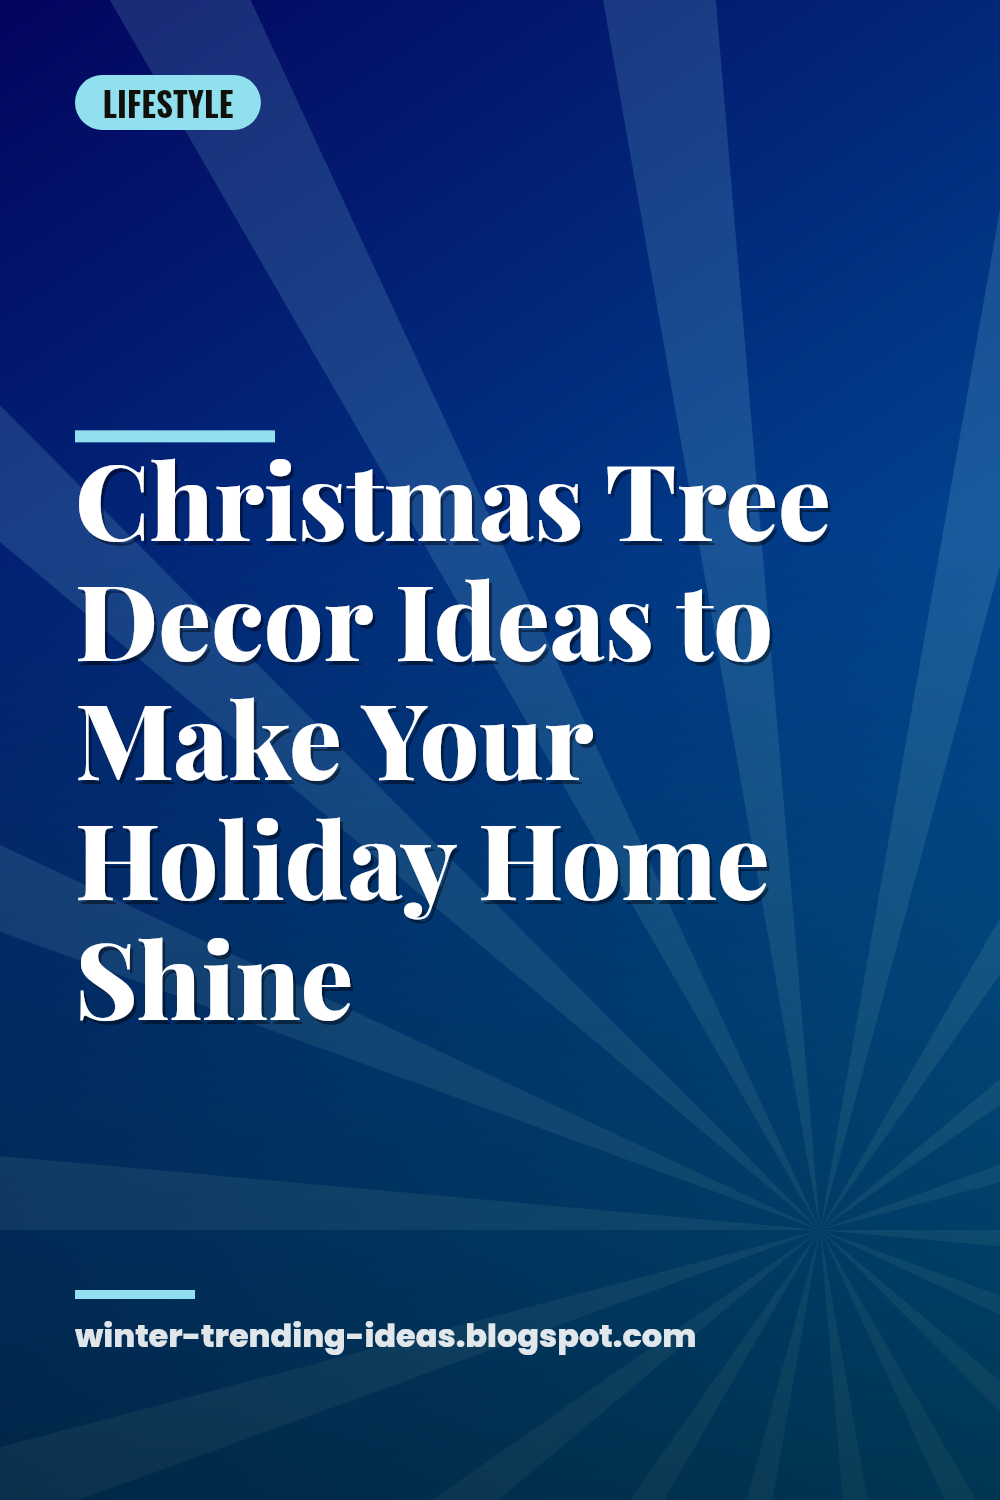 LIFESTYLE
Christmas Tree
Decor Ideas to
Make Your
Holiday Home
Shine
winter-trending-ideas.blogspot.com